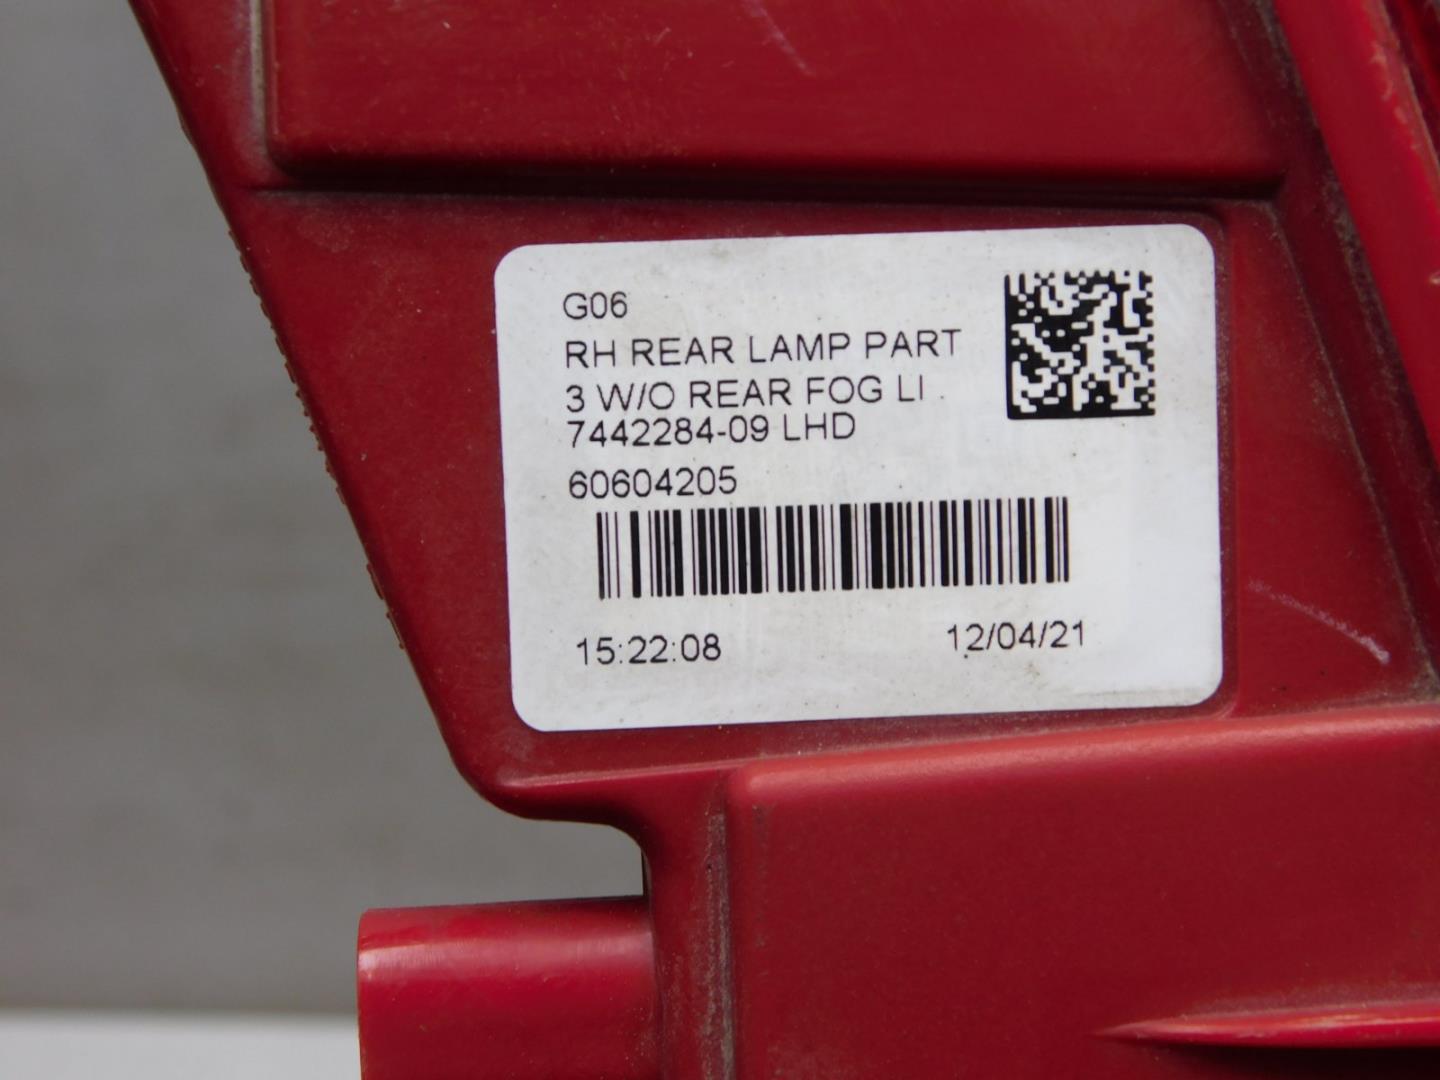 G06
RH REAR LAMP PART
3 W/O REAR FOG LI .
7442284-09 LHD
60604205
15:22:08
12/04/21